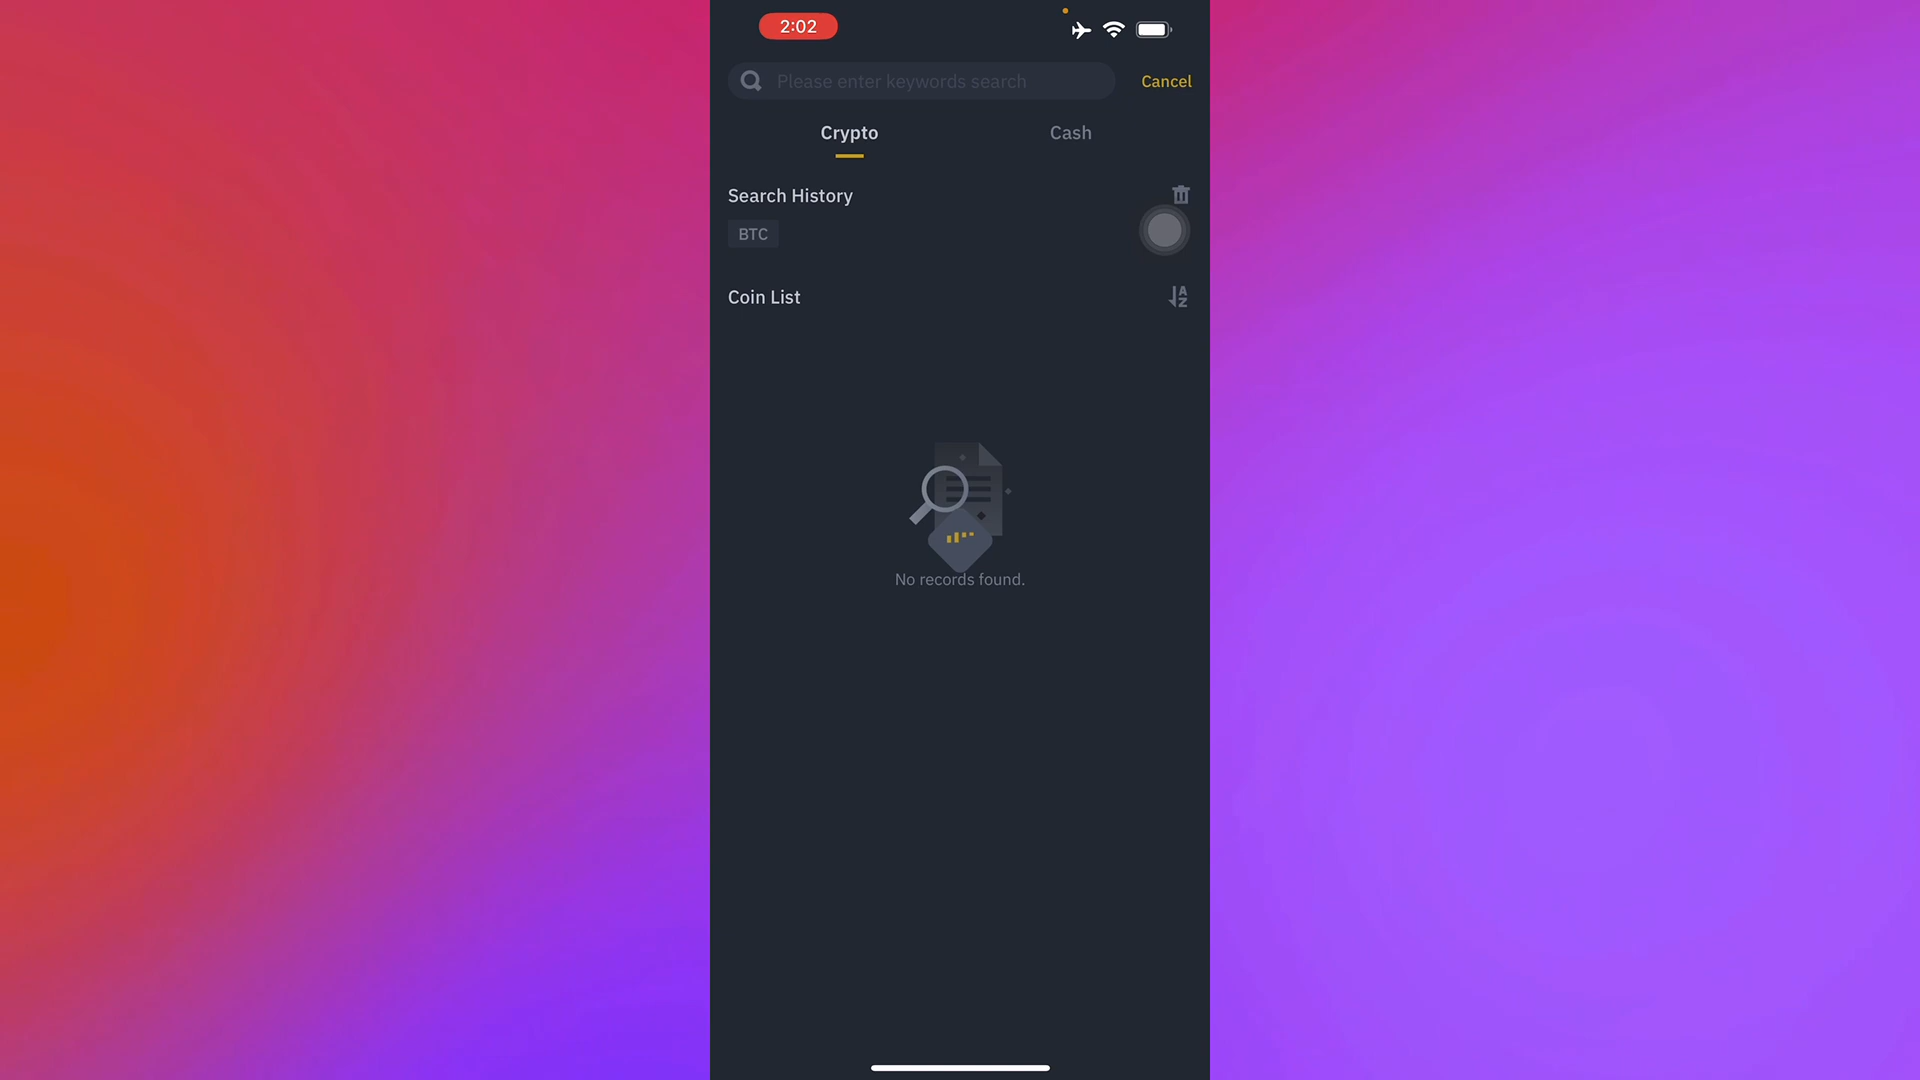 2:02
Please enter keywords search
Cancel
Crypto
Cash
Search History
BTC
Coin List
No records found.